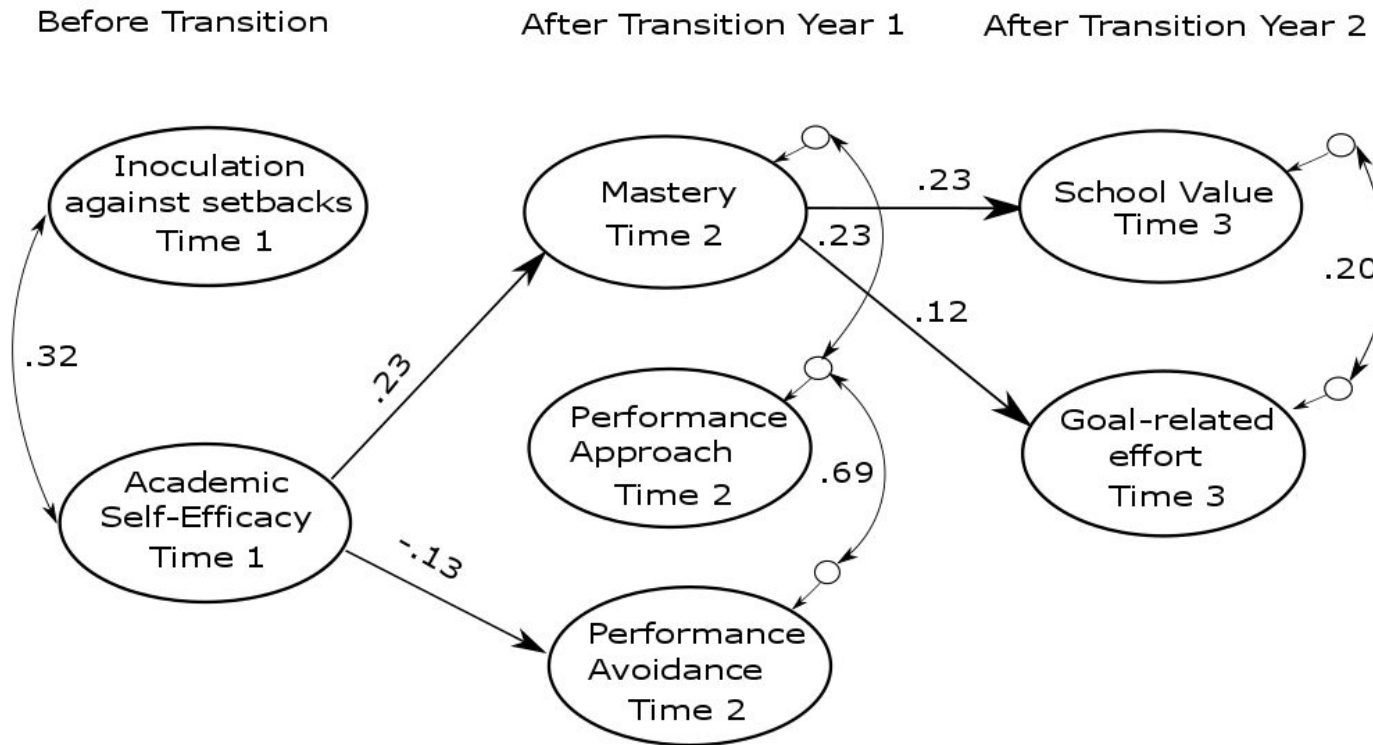 Before Transition
After Transition Year 1
After Transition Year 2
Inoculation
against setbacks
Time 1
.32
Academic
Self-Efficacy
Time 1
.23
-.13
Mastery
Time 2
.23
.23
.12
Performance
Approach
Time 2
.69
Performance
Avoidance
Time 2
School Value
Time 3
.20
Goal-related
effort
Time 3